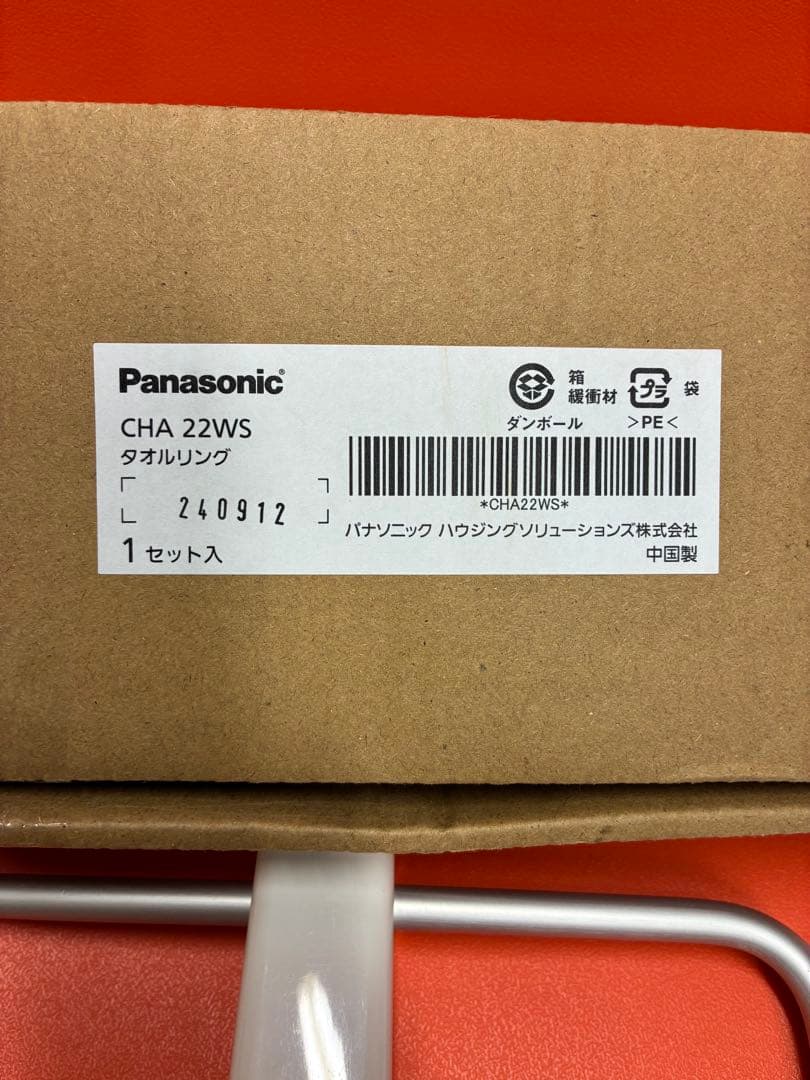 Panasonic®
CHA 22WS
タオルリング
240912
1セット入
箱
緩衝材
ダンボール
プラ
袋
>PE<
*CHA22WS*
パナソニック ハウジングソリューションズ株式会社
中国製